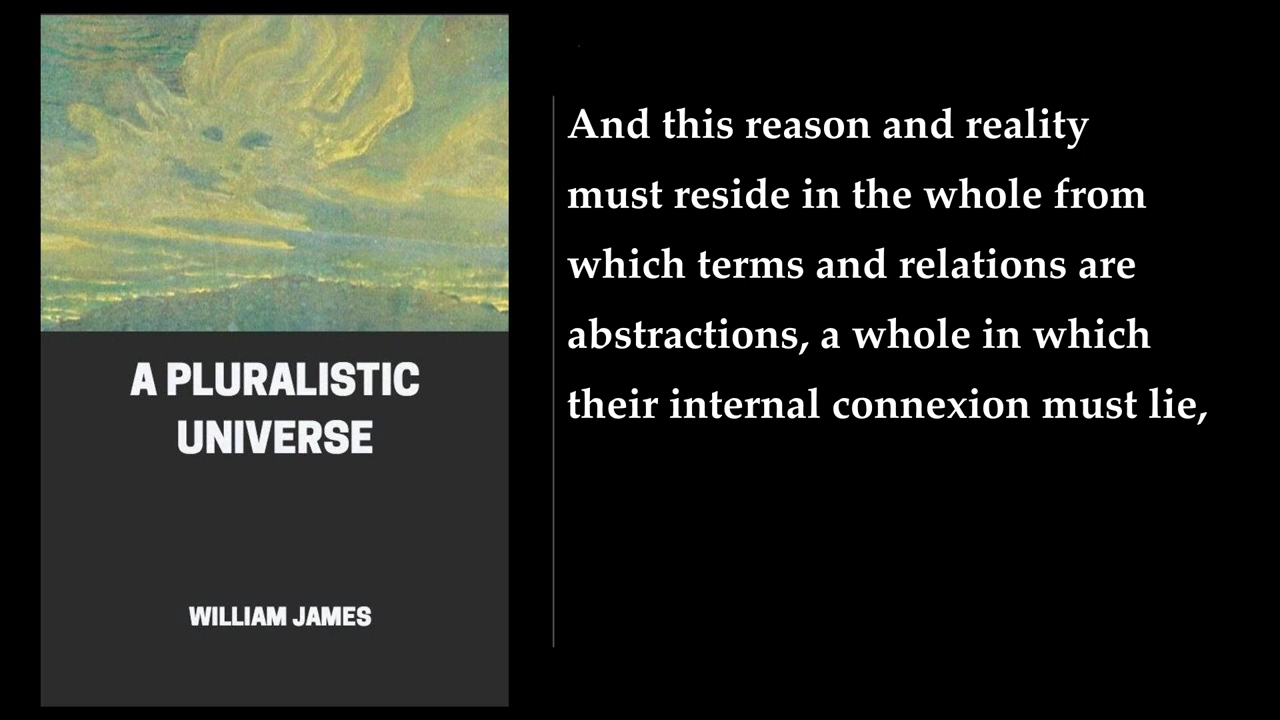 A PLURALISTIC
UNIVERSE
WILLIAM JAMES
And this reason and reality
must reside in the whole from
which terms and relations are
abstractions, a whole in which
their internal connexion must lie,